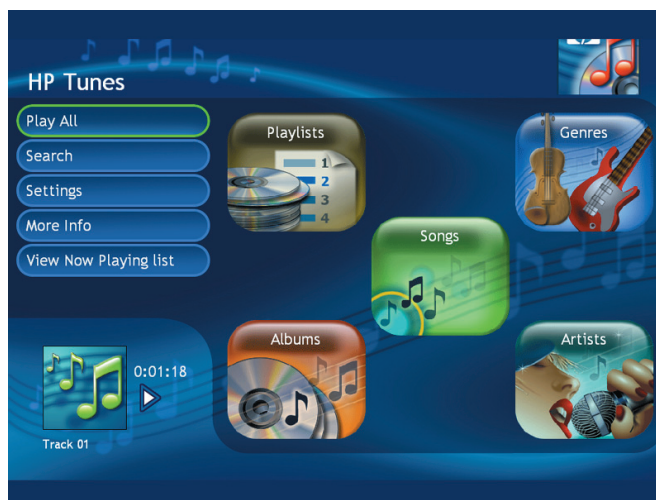 HP Tunes
Play All
Search
Settings
More Info
View Now Playing list
0:01:18
Track 01
Playlists
1
2
3
4
Genres
Songs
Albums
Artists